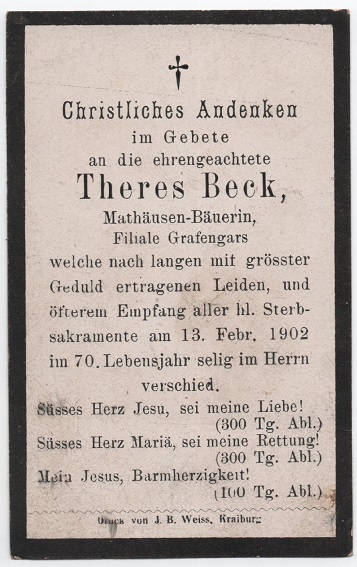 Christliches Andenken
im Gebete
an die ehrengeachtete
Theres Beck,
Mathäusen-Bäuerin,
Filiale Grafengars
welche nach langen mit grösster
Geduld ertragenen Leiden, und
öfterem Empfang aller hl. Sterb-
sakramente am 13. Febr. 1902
im 70. Lebensjahr selig im Herrn
verschied.
Süsses Herz Jesu, sei meine Liebe!
(300 Tg. Abl.)
Süsses Herz Mariä, sei meine Rettung!
(300 Tg. Abl.)
Mein Jesus, Barmherzigkeit!
(100 Tg. Abl.)
Druck von J. B. Weiss, Kraiburg